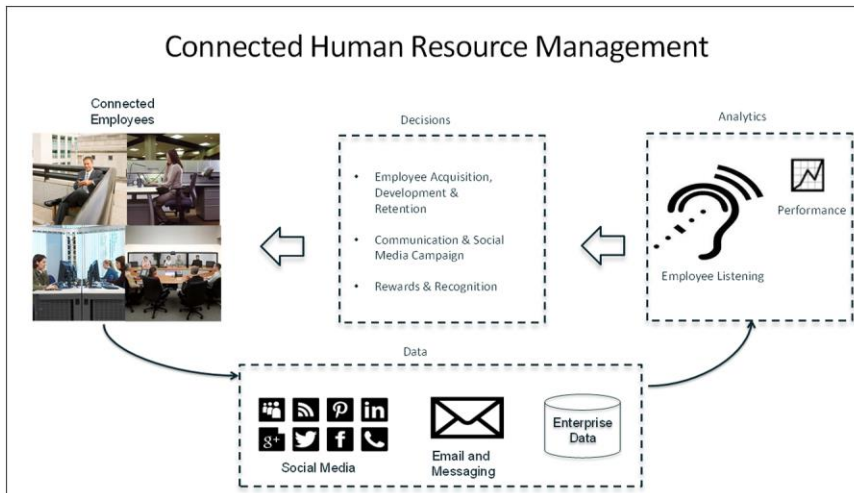 Connected Human Resource Management
Connected
Employees
Decisions
Analytics
• Employee Acquisition,
Development &
Retention
• Communication & Social
Media Campaign
• Rewards & Recognition
Performance
Employee Listening
Data
in
g+
f
Social Media
Email and
Messaging
Enterprise
Data